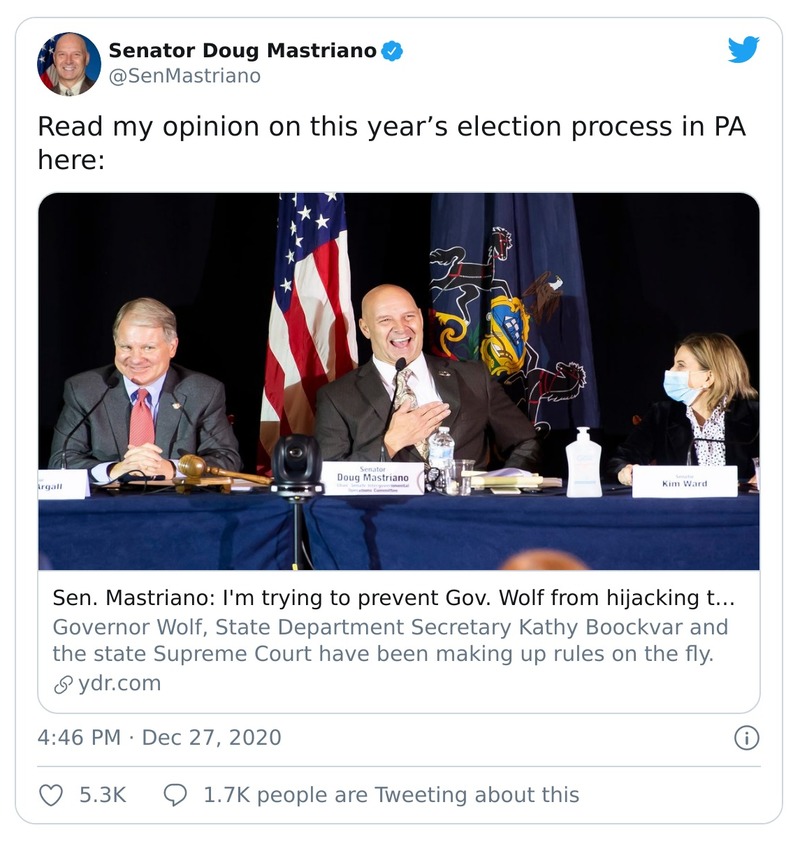 Senator Doug Mastriano
@SenMastriano
Read my opinion on this year’s election process in PA
here:
Argall
Senator
Doug Mastriano
Senator
Kim Ward
Sen. Mastriano: I'm trying to prevent Gov. Wolf from hijacking t...
Governor Wolf, State Department Secretary Kathy Boockvar and
the state Supreme Court have been making up rules on the fly.
ydr.com
4:46 PM · Dec 27, 2020
5.3K 1.7K people are Tweeting about this